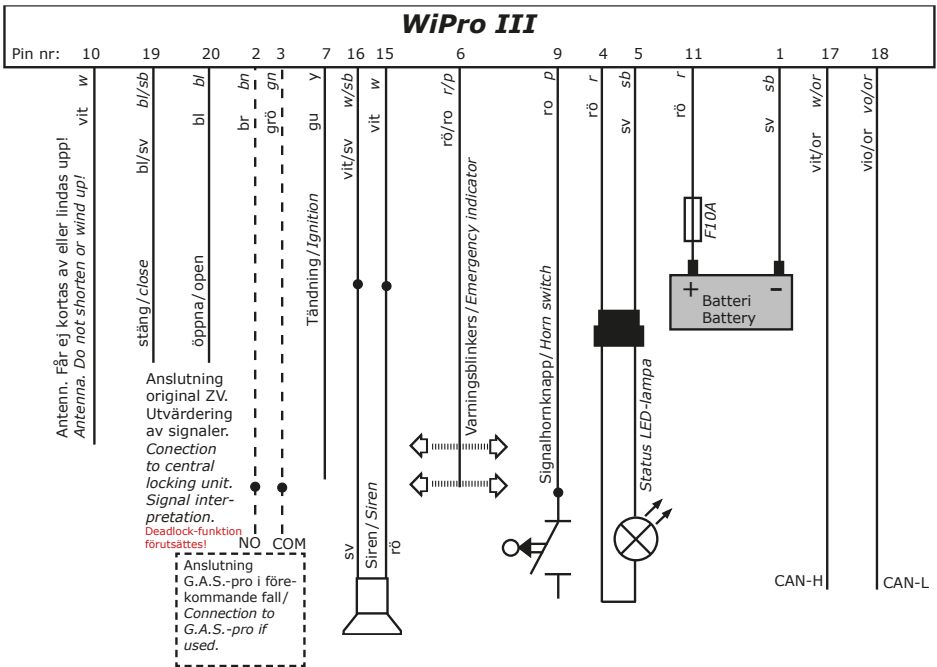 WiPro III
Pin nr: 10 19 20 2 3 7 16 15 6 9 4 5 11 1 17 18
w bl/sb bl bn gn y w/sb w r/p p r sb r sb w/or vo/or
vit bl/sv bl br grö gu vit/sv vit rö/ro ro rö sv rö sv vit/or vio/or
Antenn. Får ej kortas av eller lindas upp!
Antenna. Do not shorten or wind up!
stäng/close
öppna/open
Tändning/Ignition
Varningsblinkers/Emergency indicator
Signalhornknapp/Horn switch
Status LED-lampa
F10A
+ −
Batteri
Battery
Anslutning
original ZV.
Utvärdering
av signaler.
Conection
to central
locking unit.
Signal inter-
pretation.
Deadlock-funktion
förutsättes!
NO COM
Anslutning
G.A.S.-pro i före-
kommande fall/
Connection to
G.A.S.-pro if
used.
sv
Siren/Siren
rö
CAN-H
CAN-L